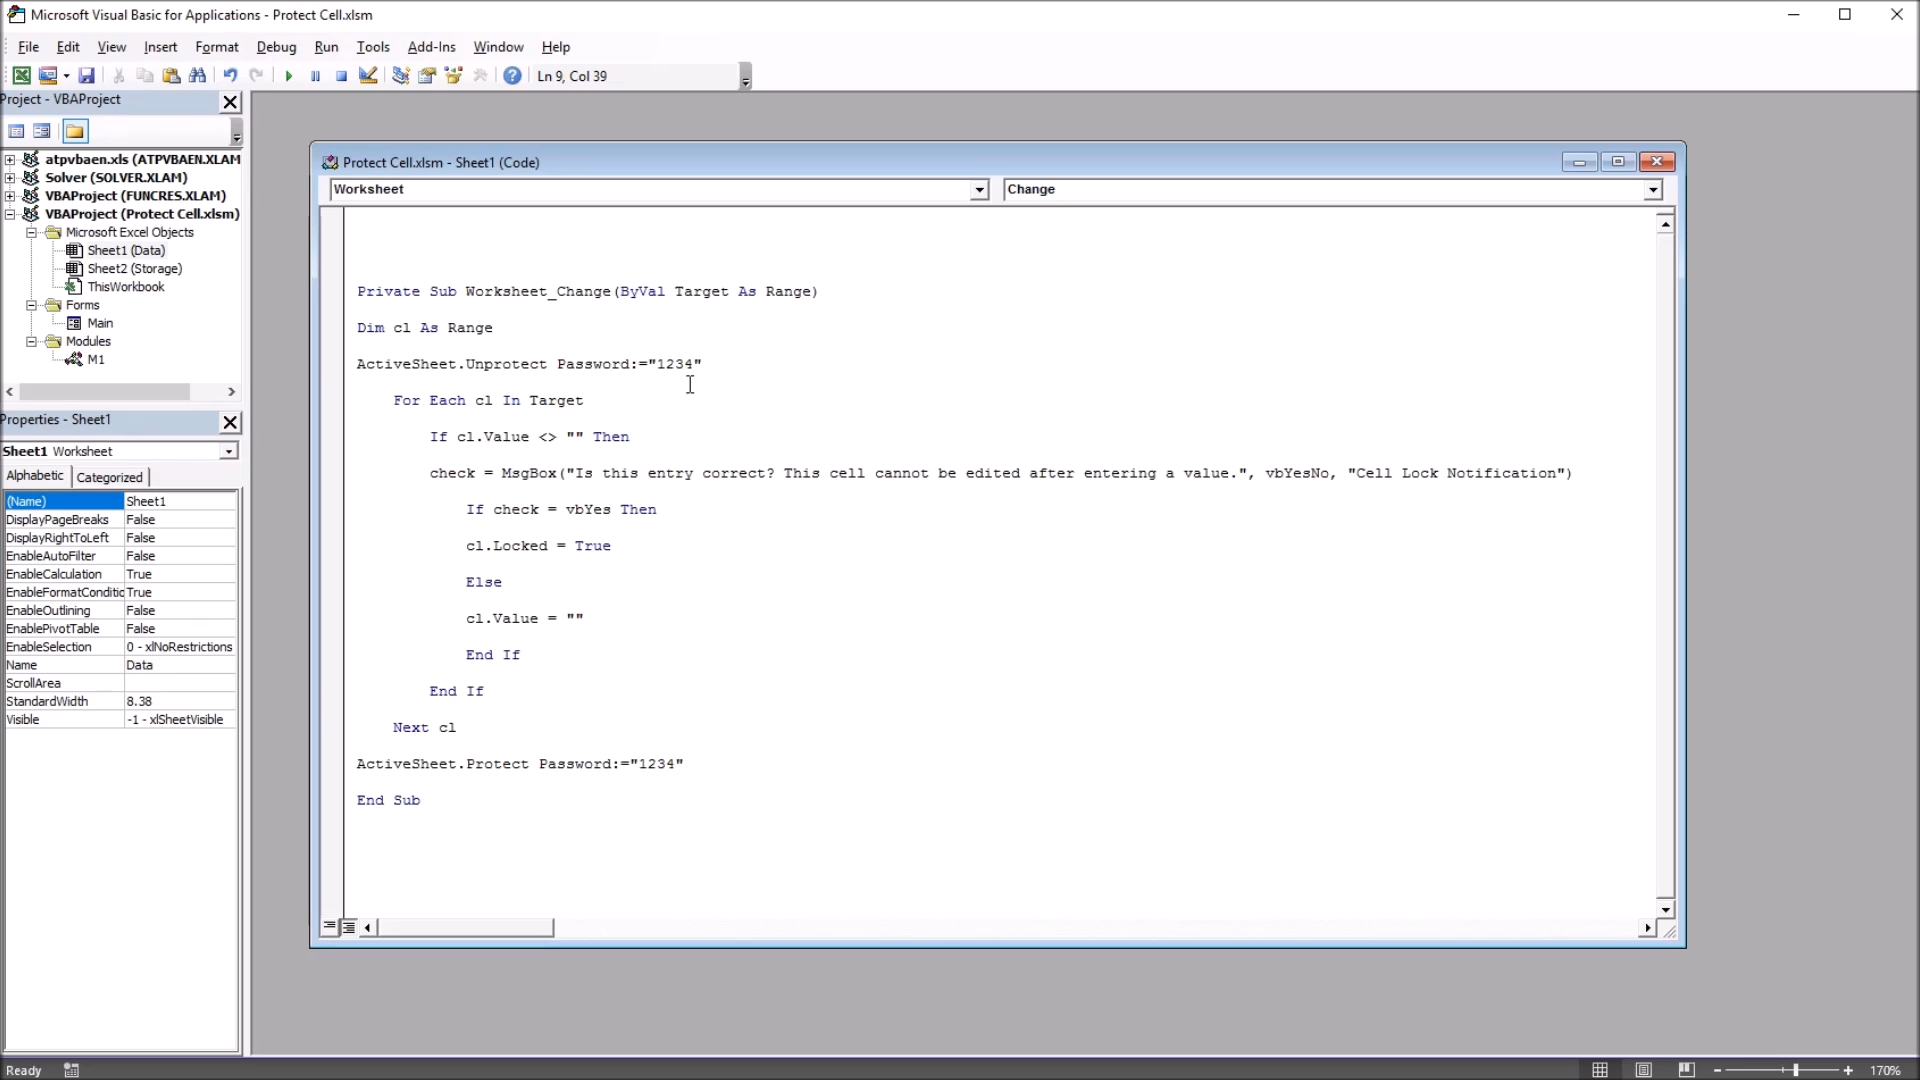 Microsoft Visual Basic for Applications - Protect Cell.xlsm
File Edit View Insert Format Debug Run Tools Add-Ins Window Help
Ln 9, Col 39
Project - VBAProject
atpvbaen.xls (ATPVBAEN.XLAM
Solver (SOLVER.XLAM)
VBAProject (FUNCRES.XLAM)
VBAProject (Protect Cell.xlsm)
Microsoft Excel Objects
Sheet1 (Data)
Sheet2 (Storage)
ThisWorkbook
Forms
Main
Modules
M1
Properties - Sheet1
Sheet1 Worksheet
Alphabetic Categorized
(Name) Sheet1
DisplayPageBreaks False
DisplayRightToLeft False
EnableAutoFilter False
EnableCalculation True
EnableFormatConditic True
EnableOutlining False
EnablePivotTable False
EnableSelection 0 - xlNoRestrictions
Name Data
ScrollArea
StandardWidth 8.38
Visible -1 - xlSheetVisible
Protect Cell.xlsm - Sheet1 (Code)
Worksheet Change
Private Sub Worksheet_Change(ByVal Target As Range)
Dim cl As Range
ActiveSheet.Unprotect Password:="1234"
For Each cl In Target
If cl.Value <> "" Then
check = MsgBox("Is this entry correct? This cell cannot be edited after entering a value.", vbYesNo, "Cell Lock Notification")
If check = vbYes Then
cl.Locked = True
Else
cl.Value = ""
End If
End If
Next cl
ActiveSheet.Protect Password:="1234"
End Sub
Ready
170%